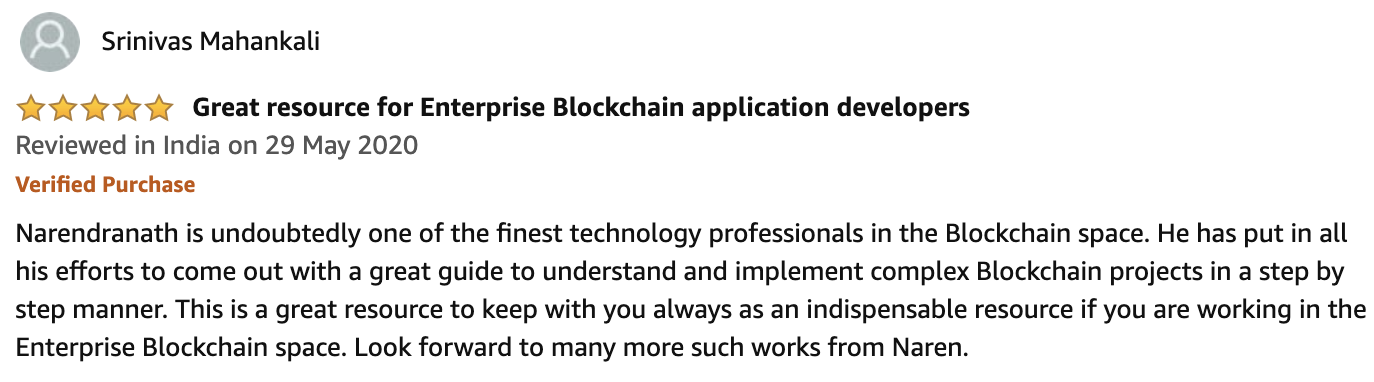 Srinivas Mahankali
Great resource for Enterprise Blockchain application developers
Reviewed in India on 29 May 2020
Verified Purchase
Narendranath is undoubtedly one of the finest technology professionals in the Blockchain space. He has put in all
his efforts to come out with a great guide to understand and implement complex Blockchain projects in a step by
step manner. This is a great resource to keep with you always as an indispensable resource if you are working in the
Enterprise Blockchain space. Look forward to many more such works from Naren.